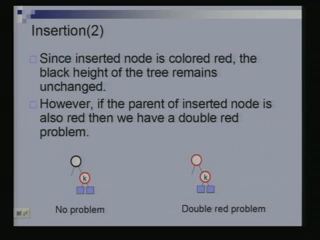 Insertion(2)
Since inserted node is colored red, the
black height of the tree remains
unchanged.
However, if the parent of inserted node is
also red then we have a double red
problem.
k
k
No problem
Double red problem